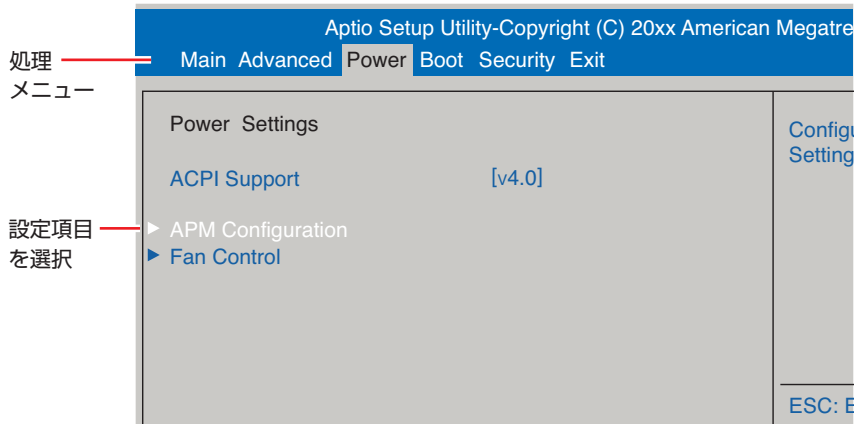 Aptio Setup Utility-Copyright (C) 20xx American Megatre
Main Advanced Power Boot Security Exit
処理
メニュー
Power Settings
ACPI Support [v4.0]
設定項目
を選択
▶ APM Configuration
▶ Fan Control
Configu
Setting
ESC: E